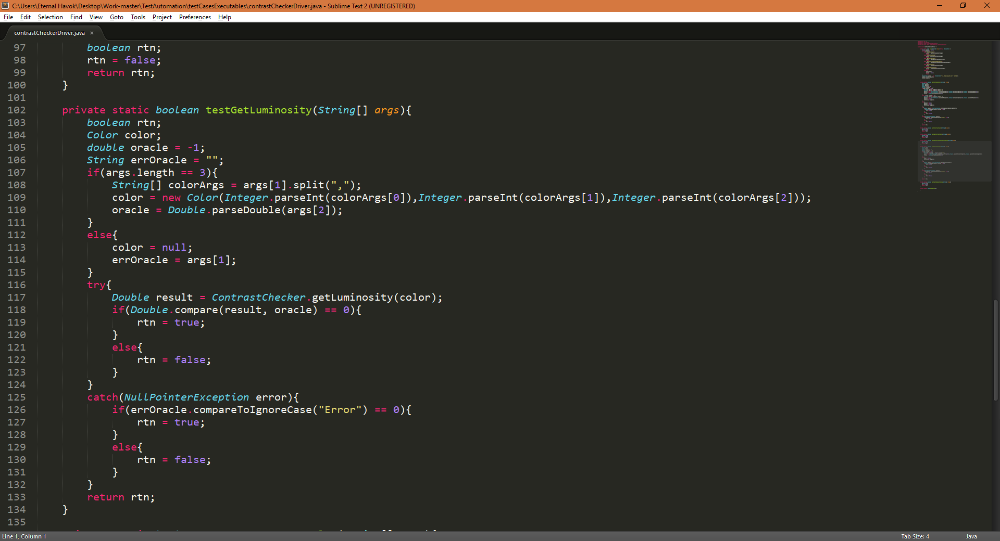 C:\Users\Eternal Havok\Desktop\Work-master\TestAutomation\testCasesExecutables\contrastCheckerDriver.java - Sublime Text 2 (UNREGISTERED)
File Edit Selection Find View Goto Tools Project Preferences Help
contrastCheckerDriver.java ×
97         boolean rtn;
98         rtn = false;
99         return rtn;
100     }
101
102     private static boolean testGetLuminosity(String[] args){
103         boolean rtn;
104         Color color;
105         double oracle = -1;
106         String errOracle = "";
107         if(args.length == 3){
108             String[] colorArgs = args[1].split(",");
109             color = new Color(Integer.parseInt(colorArgs[0]),Integer.parseInt(colorArgs[1]),Integer.parseInt(colorArgs[2]));
110             oracle = Double.parseDouble(args[2]);
111         }
112         else{
113             color = null;
114             errOracle = args[1];
115         }
116         try{
117             Double result = ContrastChecker.getLuminosity(color);
118             if(Double.compare(result, oracle) == 0){
119                 rtn = true;
120             }
121             else{
122                 rtn = false;
123             }
124         }
125         catch(NullPointerException error){
126             if(errOracle.compareToIgnoreCase("Error") == 0){
127                 rtn = true;
128             }
129             else{
130                 rtn = false;
131             }
132         }
133         return rtn;
134     }
135
Line 1, Column 1 Tab Size: 4 Java